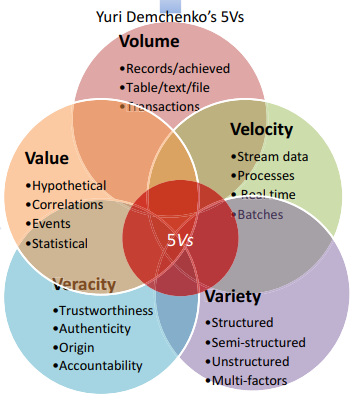 Yuri Demchenko’s 5Vs
Volume
•Records/achieved
•Table/text/file
•Transactions
Velocity
•Stream data
•Processes
•Real time
•Batches
Value
•Hypothetical
•Correlations
•Events
•Statistical
5Vs
Veracity
•Trustworthiness
•Authenticity
•Origin
•Accountability
Variety
•Structured
•Semi-structured
•Unstructured
•Multi-factors